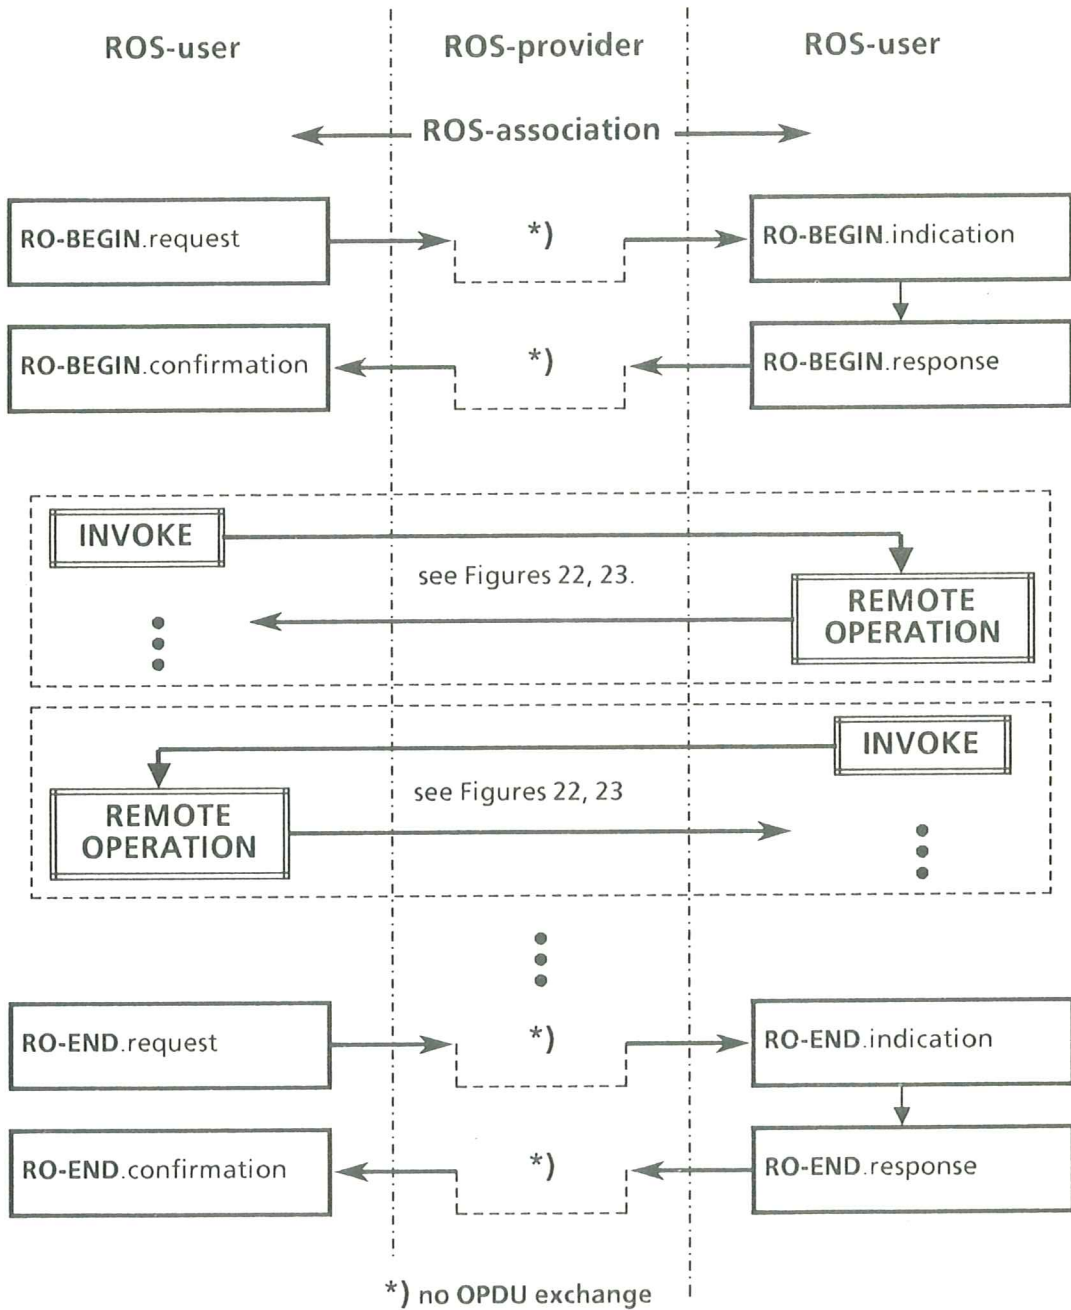 ROS-user ROS-provider ROS-user
ROS-association
RO-BEGIN.request *) RO-BEGIN.indication
RO-BEGIN.confirmation *) RO-BEGIN.response
INVOKE
see Figures 22, 23.
REMOTE
OPERATION
INVOKE
see Figures 22, 23
REMOTE
OPERATION
RO-END.request *) RO-END.indication
RO-END.confirmation *) RO-END.response
*) no OPDU exchange